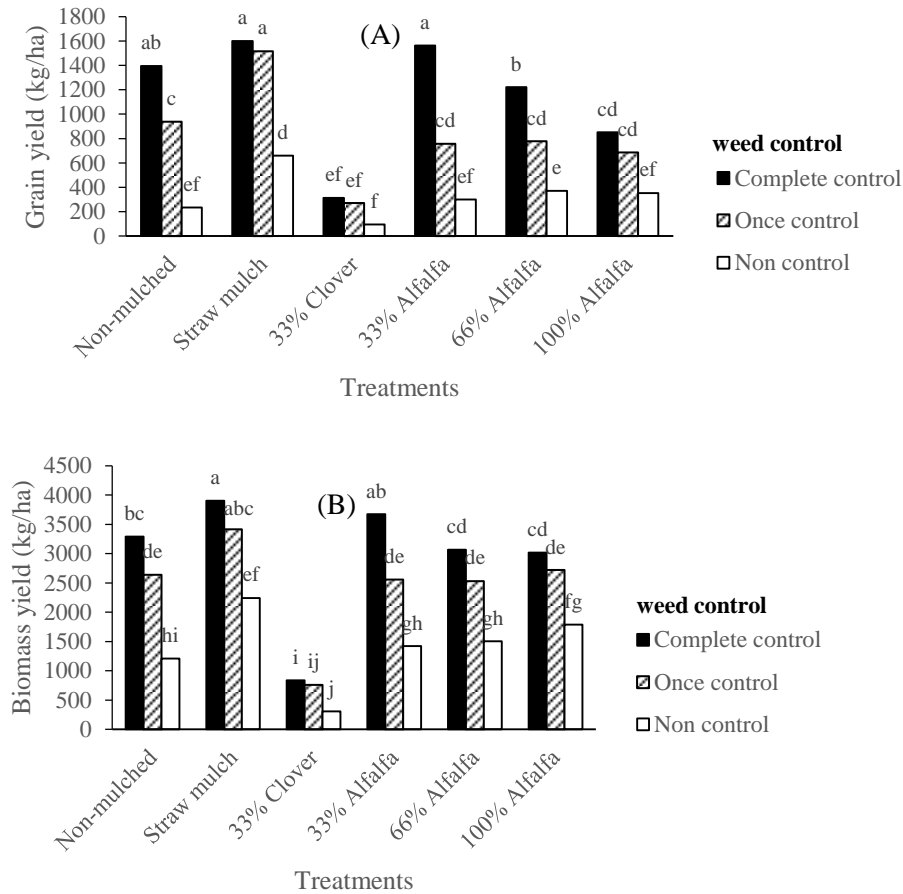 (A)
Grain yield (kg/ha)
1800
1600
1400
1200
1000
800
600
400
200
0
ab c ef
a a d
ef ef f
a cd ef
b cd e
cd cd ef
Non-mulched
Straw mulch
33% Clover
33% Alfalfa
66% Alfalfa
100% Alfalfa
Treatments
weed control
Complete control
Once control
Non control
(B)
Biomass yield (kg/ha)
4500
4000
3500
3000
2500
2000
1500
1000
500
0
bc de hi
a abc ef
i ij j
ab de gh
cd de gh
cd de fg
Non-mulched
Straw mulch
33% Clover
33% Alfalfa
66% Alfalfa
100% Alfalfa
Treatments
weed control
Complete control
Once control
Non control